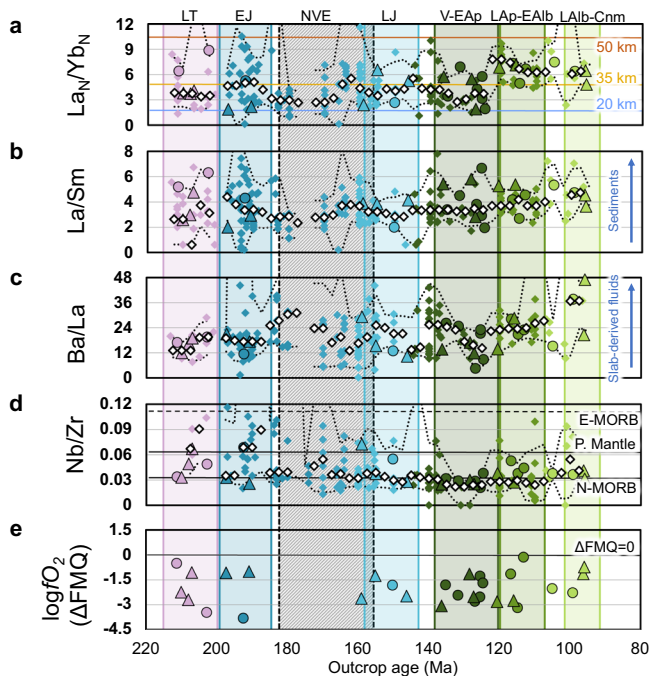 LT EJ NVE LJ V-EAp LAp-EAlb LAlb-Cnm
a
La_N/Yb_N
12
9
6
3
0
50 km
35 km
20 km
b
La/Sm
8
6
4
2
0
Sediments
c
Ba/La
48
36
24
12
0
Slab-derived fluids
d
Nb/Zr
0.12
0.09
0.06
0.03
0
E-MORB
P. Mantle
N-MORB
e
logfO2
(ΔFMQ)
1.5
0
-1.5
-3
-4.5
ΔFMQ=0
220 200 180 160 140 120 100 80
Outcrop age (Ma)